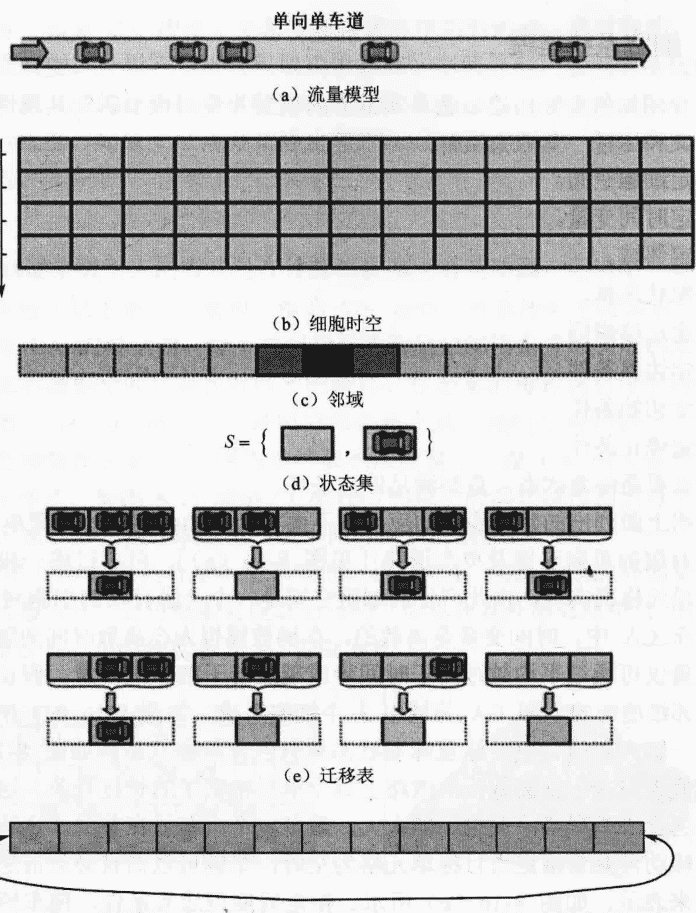 单向单车道
（a）流量模型
（b）细胞时空
（c）邻域
S= { , }
（d）状态集
（e）迁移表